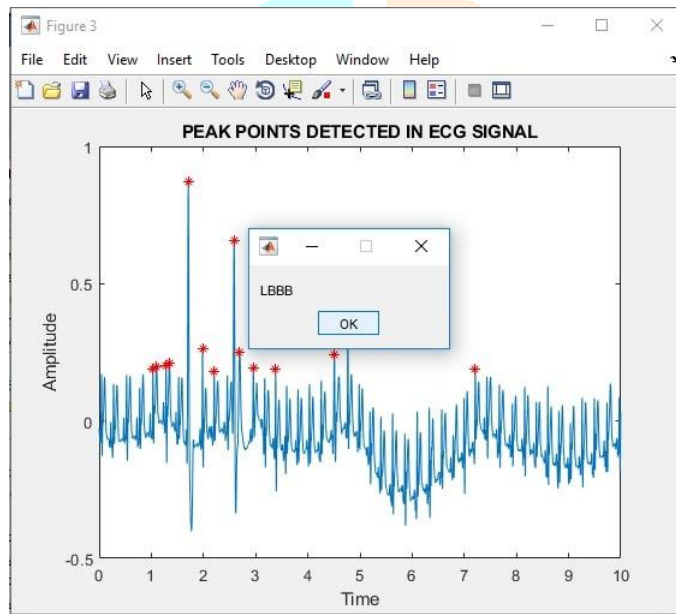 Figure 3
File Edit View Insert Tools Desktop Window Help
PEAK POINTS DETECTED IN ECG SIGNAL
1
0.5
0
-0.5
Amplitude
LBBB
OK
0 1 2 3 4 5 6 7 8 9 10
Time